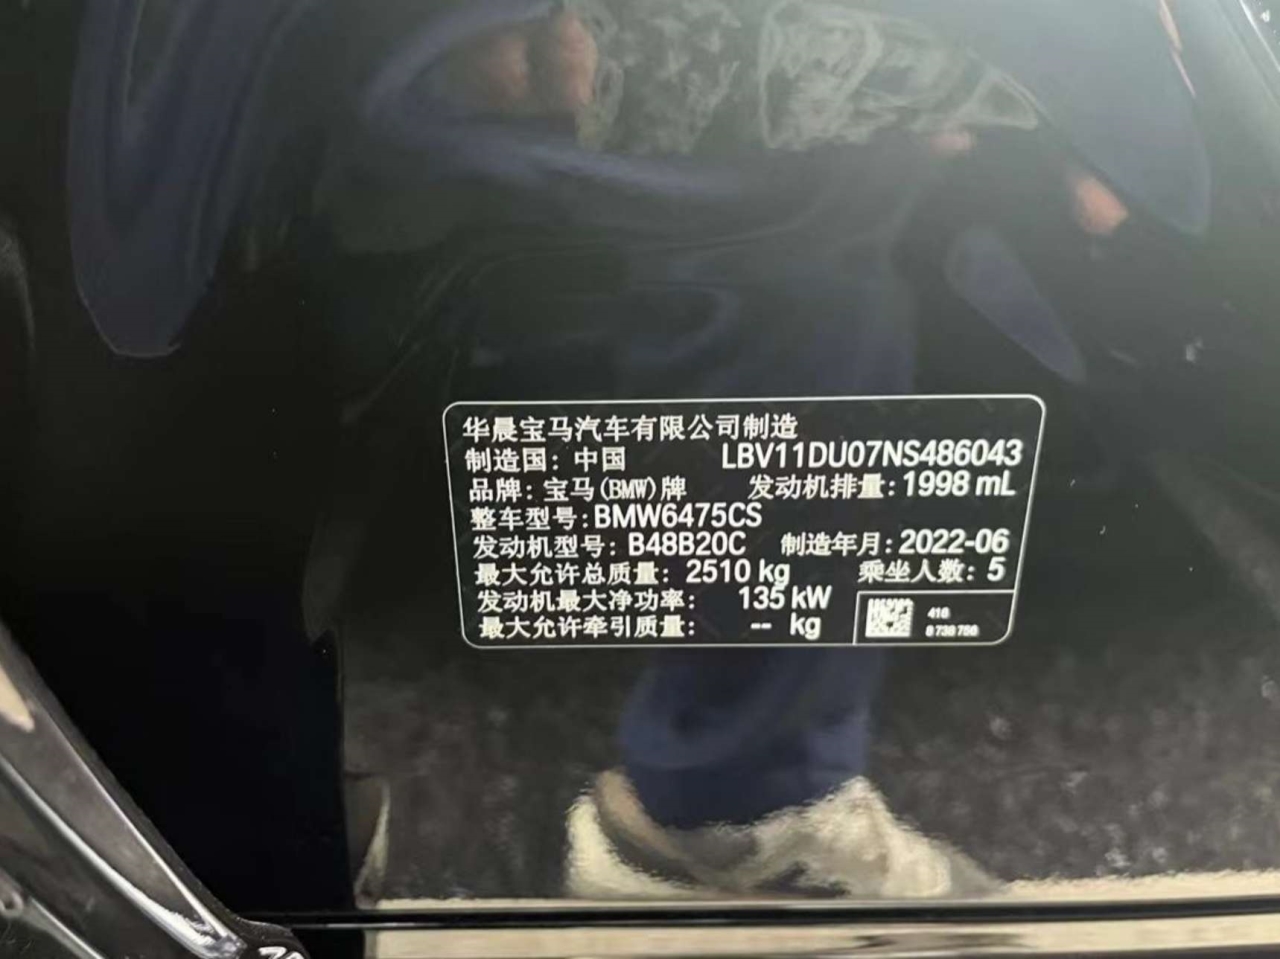 华晨宝马汽车有限公司制造
制造国：中国 LBV11DU07NS486043
品牌：宝马(BMW)牌 发动机排量：1998 mL
整车型号：BMW6475CS
发动机型号：B48B20C 制造年月：2022-06
最大允许总质量：2510 kg 乘坐人数：5
发动机最大净功率： 135 kW
最大允许牵引质量： -- kg
416
8 738 756